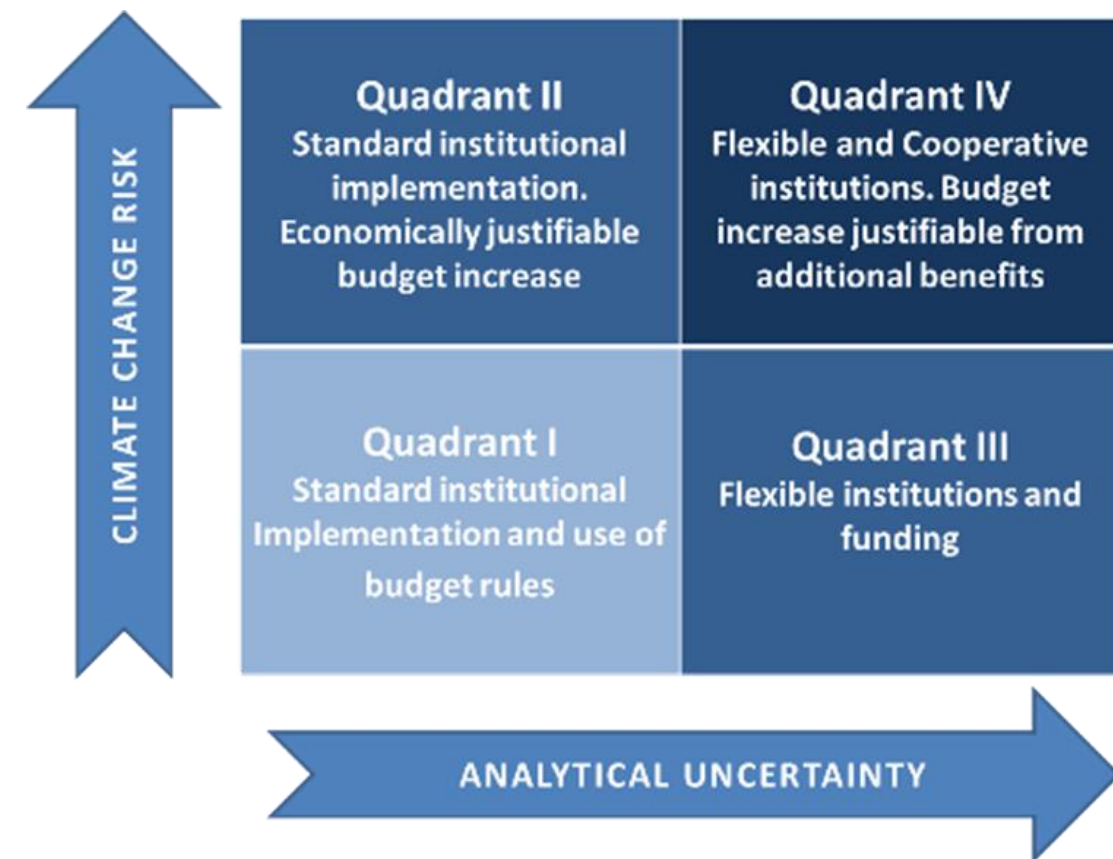 CLIMATE CHANGE RISK
Quadrant II
Standard institutional
implementation.
Economically justifiable
budget increase
Quadrant IV
Flexible and Cooperative
institutions. Budget
increase justifiable from
additional benefits
Quadrant I
Standard institutional
Implementation and use of
budget rules
Quadrant III
Flexible institutions and
funding
ANALYTICAL UNCERTAINTY